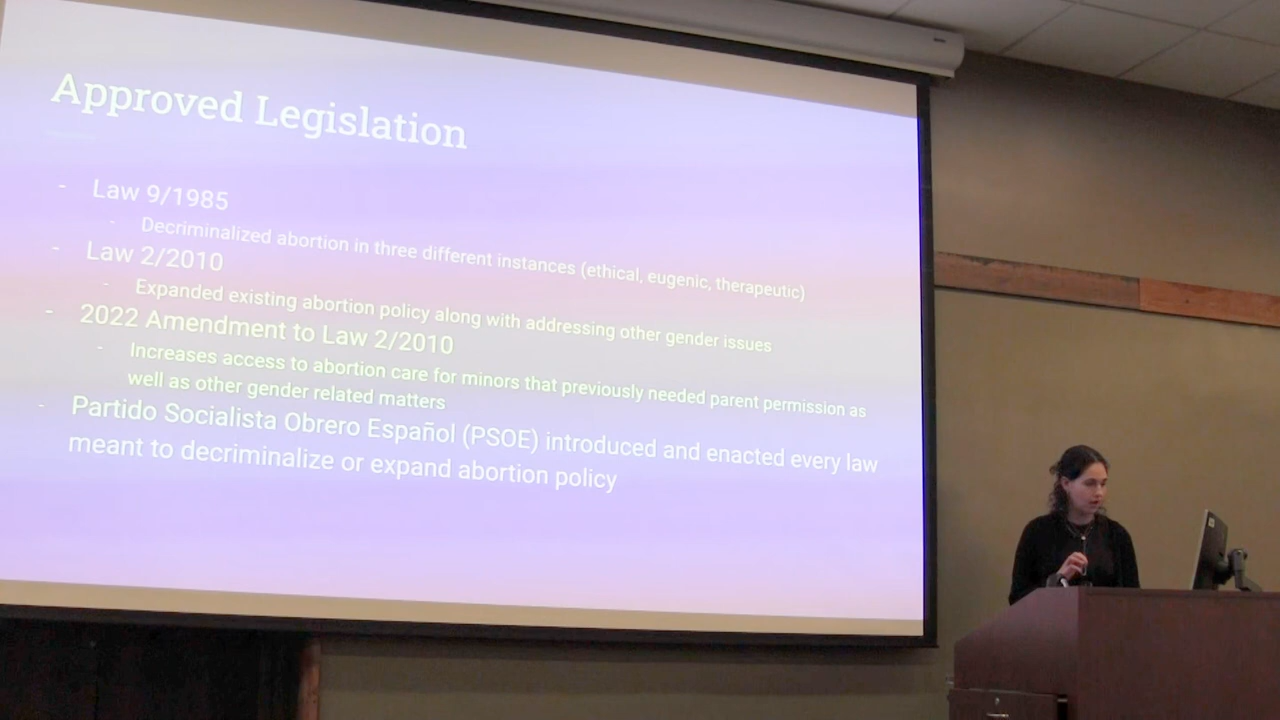 Approved Legislation
- Law 9/1985
- Decriminalized abortion in three different instances (ethical, eugenic, therapeutic)
- Law 2/2010
- Expanded existing abortion policy along with addressing other gender issues
- 2022 Amendment to Law 2/2010
- Increases access to abortion care for minors that previously needed parent permission as
well as other gender related matters
- Partido Socialista Obrero Español (PSOE) introduced and enacted every law
meant to decriminalize or expand abortion policy